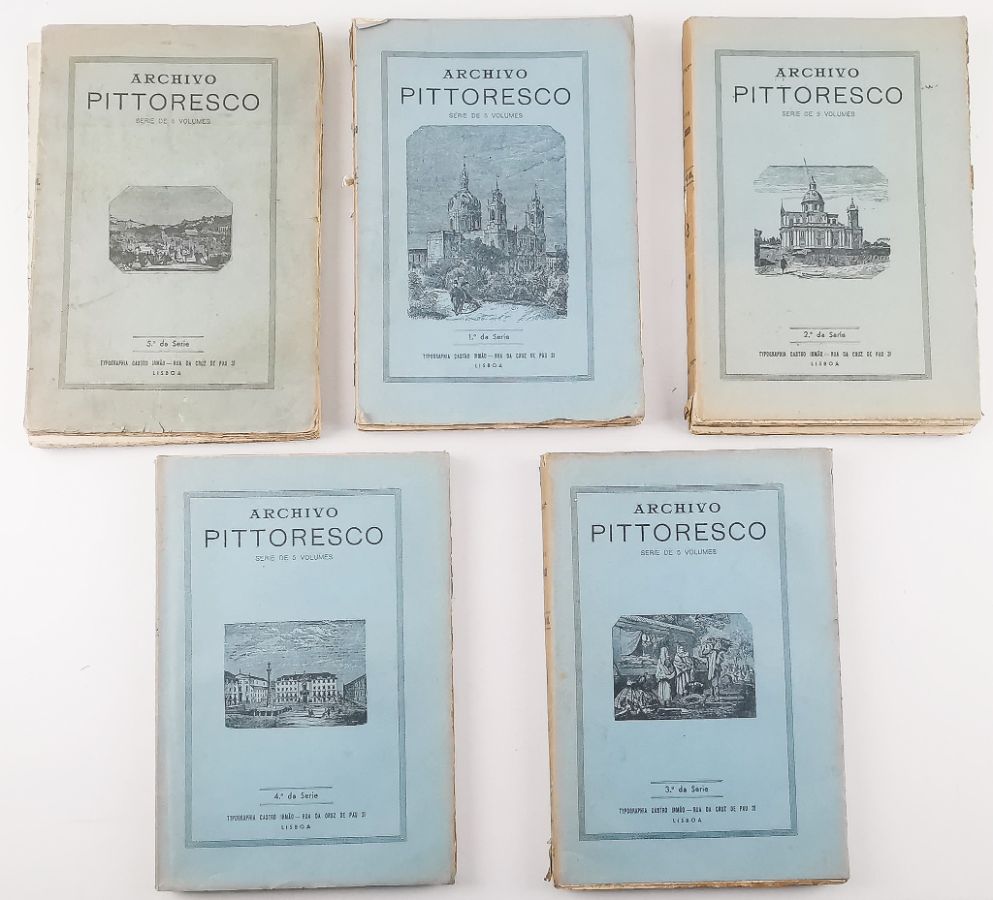 ARCHIVO
PITTORESCO
SERIE DE 5 VOLUMES
5.º da Serie
TYPOGRAPHIA CASTRO IRMÃO — RUA DA CRUZ DE PAU 31
LISBOA
ARCHIVO
PITTORESCO
SERIE DE 5 VOLUMES
1.º da Serie
TYPOGRAPHIA CASTRO IRMÃO — RUA DA CRUZ DE PAU 31
LISBOA
ARCHIVO
PITTORESCO
SERIE DE 5 VOLUMES
2.º da Serie
TYPOGRAPHIA CASTRO IRMÃO — RUA DA CRUZ DE PAU 31
LISBOA
ARCHIVO
PITTORESCO
SERIE DE 5 VOLUMES
4.º da Serie
TYPOGRAPHIA CASTRO IRMÃO — RUA DA CRUZ DE PAU 31
LISBOA
ARCHIVO
PITTORESCO
SERIE DE 5 VOLUMES
3.º da Serie
TYPOGRAPHIA CASTRO IRMÃO — RUA DA CRUZ DE PAU 31
LISBOA